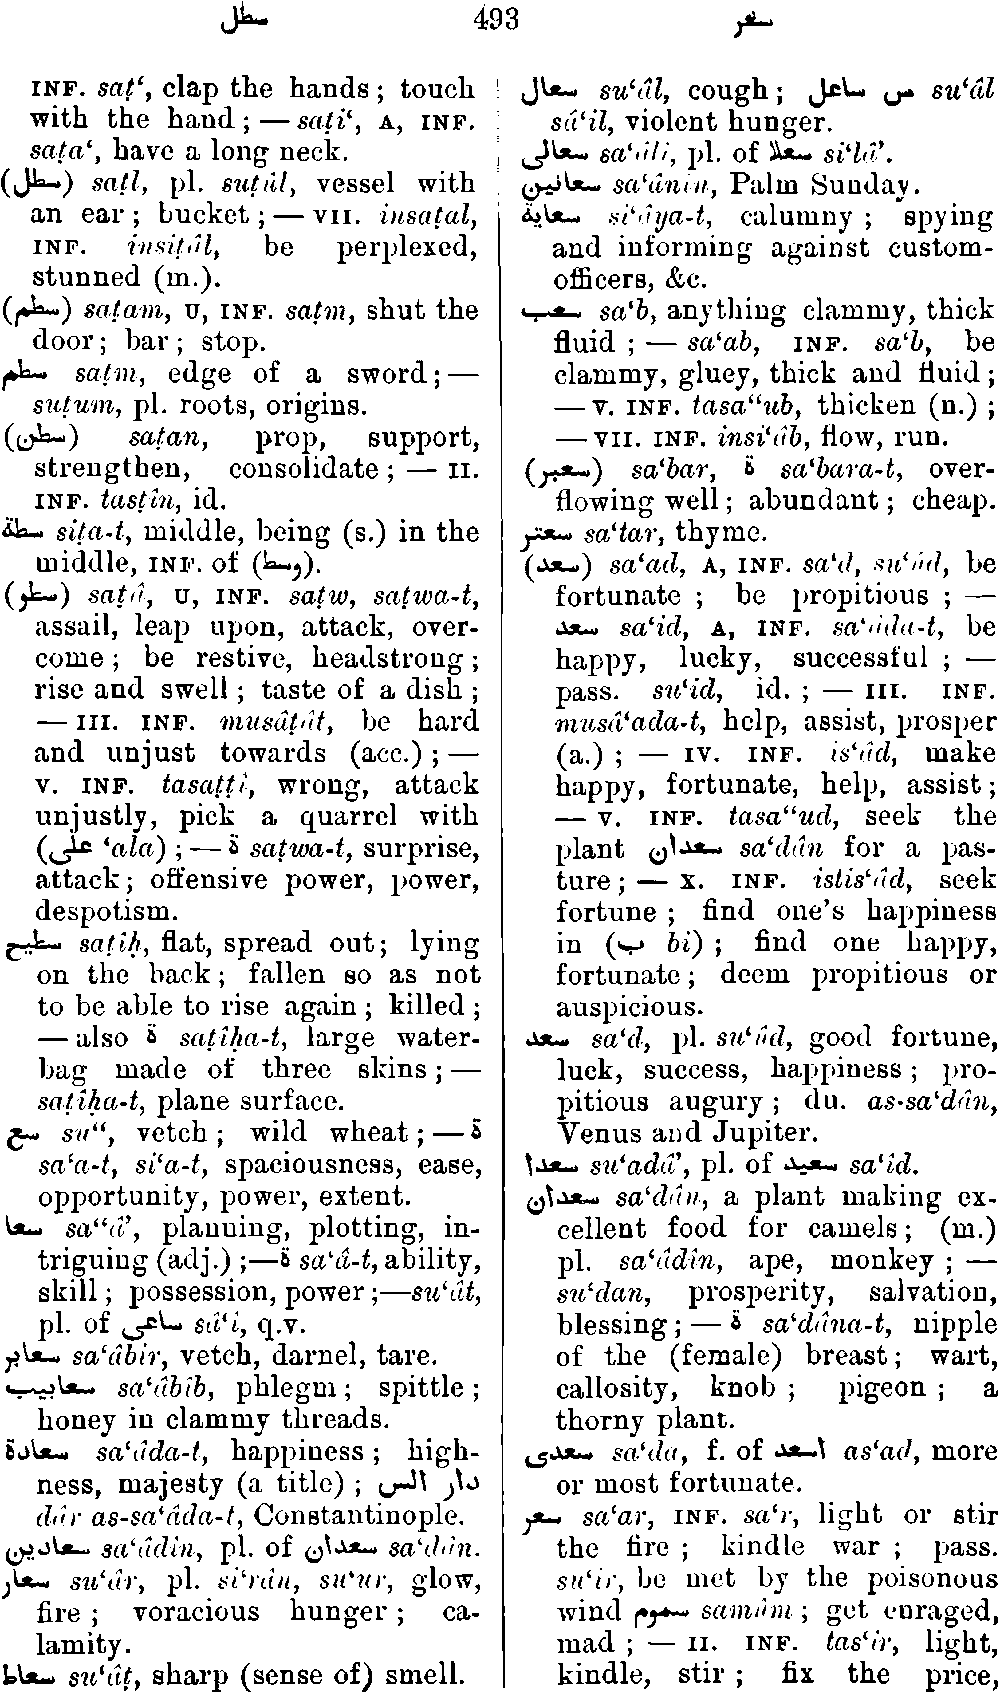 سطل 493 سعر
INF. saṭ‘, clap the hands; touch
with the hand; — saṭi‘, A, INF.
saṭa‘, have a long neck.
(سطل) saṭl, pl. suṭûl, vessel with
an ear; bucket; — VII. insaṭal,
INF. insiṭâl, be perplexed,
stunned (m.).
(سطم) saṭam, U, INF. saṭm, shut the
door; bar; stop.
سطم saṭm, edge of a sword; —
suṭum, pl. roots, origins.
(سطن) saṭan, prop, support,
strengthen, consolidate; — II.
INF. tasṭîn, id.
سطة siṭa-t, middle, being (s.) in the
middle, INF. of (وسط).
(سطو) saṭâ, U, INF. saṭw, saṭwa-t,
assail, leap upon, attack, over-
come; be restive, headstrong;
rise and swell; taste of a dish;
— III. INF. musâṭât, be hard
and unjust towards (acc.); —
V. INF. tasaṭṭî, wrong, attack
unjustly, pick a quarrel with
(على ‘ala); — ة saṭwa-t, surprise,
attack; offensive power, power,
despotism.
سطيح saṭîḥ, flat, spread out; lying
on the back; fallen so as not
to be able to rise again; killed;
— also ة saṭîḥa-t, large water-
bag made of three skins; —
saṭîḥa-t, plane surface.
سع su‘‘, vetch; wild wheat; — ة
sa‘a-t, si‘a-t, spaciousness, ease,
opportunity, power, extent.
سعا sa‘‘â’, planning, plotting, in-
triguing (adj.); — ة sa‘â-t, ability,
skill; possession, power; — su‘ât,
pl. of ساعى sâ‘î, q.v.
سعابر sa‘âbir, vetch, darnel, tare.
سعابيب sa‘âbîb, phlegm; spittle;
honey in clammy threads.
سعادة sa‘âda-t, happiness; high-
ness, majesty (a title); دار الس
dâr as-sa‘âda-t, Constantinople.
سعادين sa‘âdîn, pl. of سعدان sa‘dân.
سعار su‘âr, pl. si‘rân, su‘ur, glow,
fire; voracious hunger; ca-
lamity.
سعاط su‘âṭ, sharp (sense of) smell.
سعال su‘âl, cough; س ساعل su‘âl
sâ‘il, violent hunger.
سعالى sa‘âli, pl. of سعلا si‘lâ’.
سعانين sa‘ânîn, Palm Sunday.
سعاية si‘âya-t, calumny; spying
and informing against custom-
officers, &c.
سعب sa‘b, anything clammy, thick
fluid; — sa‘ab, INF. sa‘b, be
clammy, gluey, thick and fluid;
— V. INF. tasa‘‘ub, thicken (n.);
— VII. INF. insi‘âb, flow, run.
(سعبر) sa‘bar, ة sa‘bara-t, over-
flowing well; abundant; cheap.
سعتر sa‘tar, thyme.
(سعد) sa‘ad, A, INF. sa‘d, su‘ûd, be
fortunate; be propitious; —
سعد sa‘id, A, INF. sa‘âda-t, be
happy, lucky, successful; —
pass. su‘id, id.; — III. INF.
musâ‘ada-t, help, assist, prosper
(a.); — IV. INF. is‘âd, make
happy, fortunate, help, assist;
— V. INF. tasa‘‘ud, seek the
plant سعدان sa‘dân for a pas-
ture; — X. INF. istis‘âd, seek
fortune; find one's happiness
in (ب bi); find one happy,
fortunate; deem propitious or
auspicious.
سعد sa‘d, pl. su‘ûd, good fortune,
luck, success, happiness; pro-
pitious augury; du. as-sa‘dân,
Venus and Jupiter.
سعدا su‘adâ’, pl. of سعيد sa‘îd.
سعدان sa‘dân, a plant making ex-
cellent food for camels; (m.)
pl. sa‘âdîn, ape, monkey; —
su‘dan, prosperity, salvation,
blessing; — ة sa‘dâna-t, nipple
of the (female) breast; wart,
callosity, knob; pigeon; a
thorny plant.
سعدى sa‘da, f. of اسعد as‘ad, more
or most fortunate.
سعر sa‘ar, INF. sa‘r, light or stir
the fire; kindle war; pass.
su‘ir, be met by the poisonous
wind سموم samûm; get enraged,
mad; — II. INF. tas‘îr, light,
kindle, stir; fix the price,